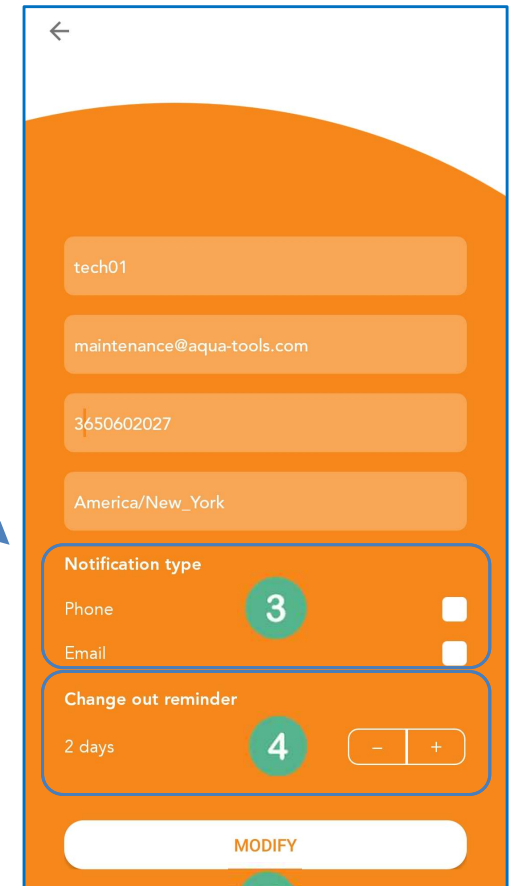 tech01
maintenance@aqua-tools.com
3650602027
America/New_York
Notification type
Phone
3
Email
Change out reminder
2 days
4
– +
MODIFY